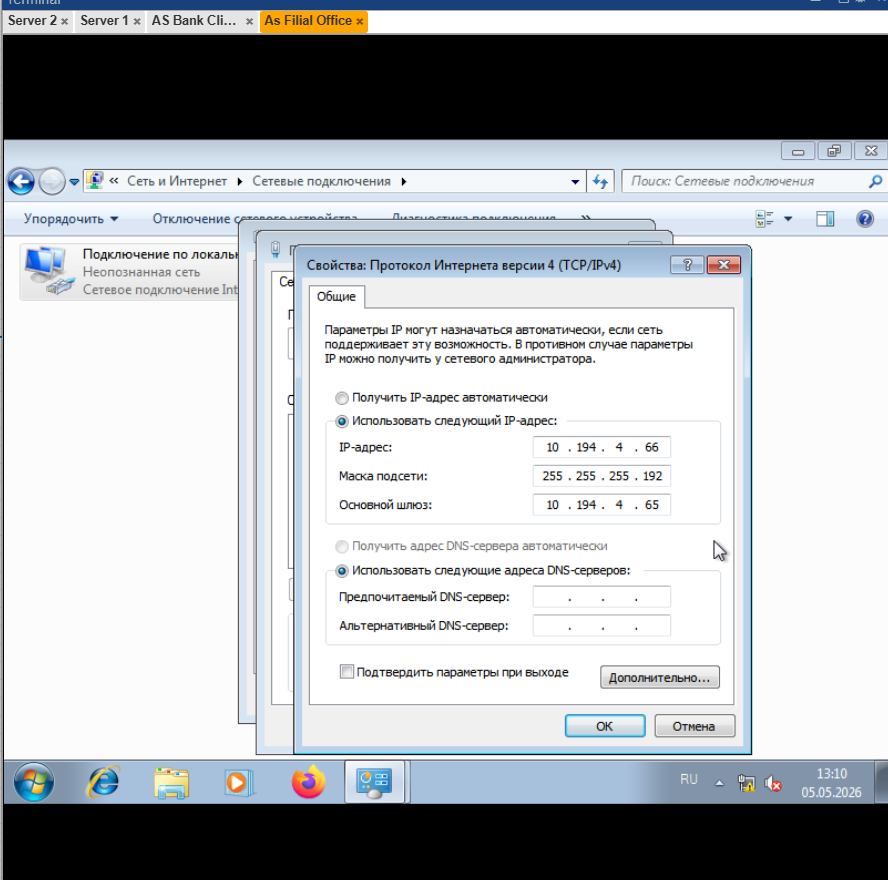 Terminal
Server 2 × Server 1 × AS Bank Cli... × As Filial Office ×
« Сеть и Интернет Сетевые подключения
Поиск: Сетевые подключения
Упорядочить Отключение сетевого устройства Диагностика подключения »
Подключение по локальн
Неопознанная сеть
Сетевое подключение Int
Свойства: Протокол Интернета версии 4 (TCP/IPv4)
Общие
Параметры IP могут назначаться автоматически, если сеть
поддерживает эту возможность. В противном случае параметры
IP можно получить у сетевого администратора.
Получить IP-адрес автоматически
Использовать следующий IP-адрес:
IP-адрес: 10 . 194 . 4 . 66
Маска подсети: 255 . 255 . 255 . 192
Основной шлюз: 10 . 194 . 4 . 65
Получить адрес DNS-сервера автоматически
Использовать следующие адреса DNS-серверов:
Предпочитаемый DNS-сервер: . . .
Альтернативный DNS-сервер: . . .
Подтвердить параметры при выходе
Дополнительно...
ОК Отмена
RU
13:10
05.05.2026